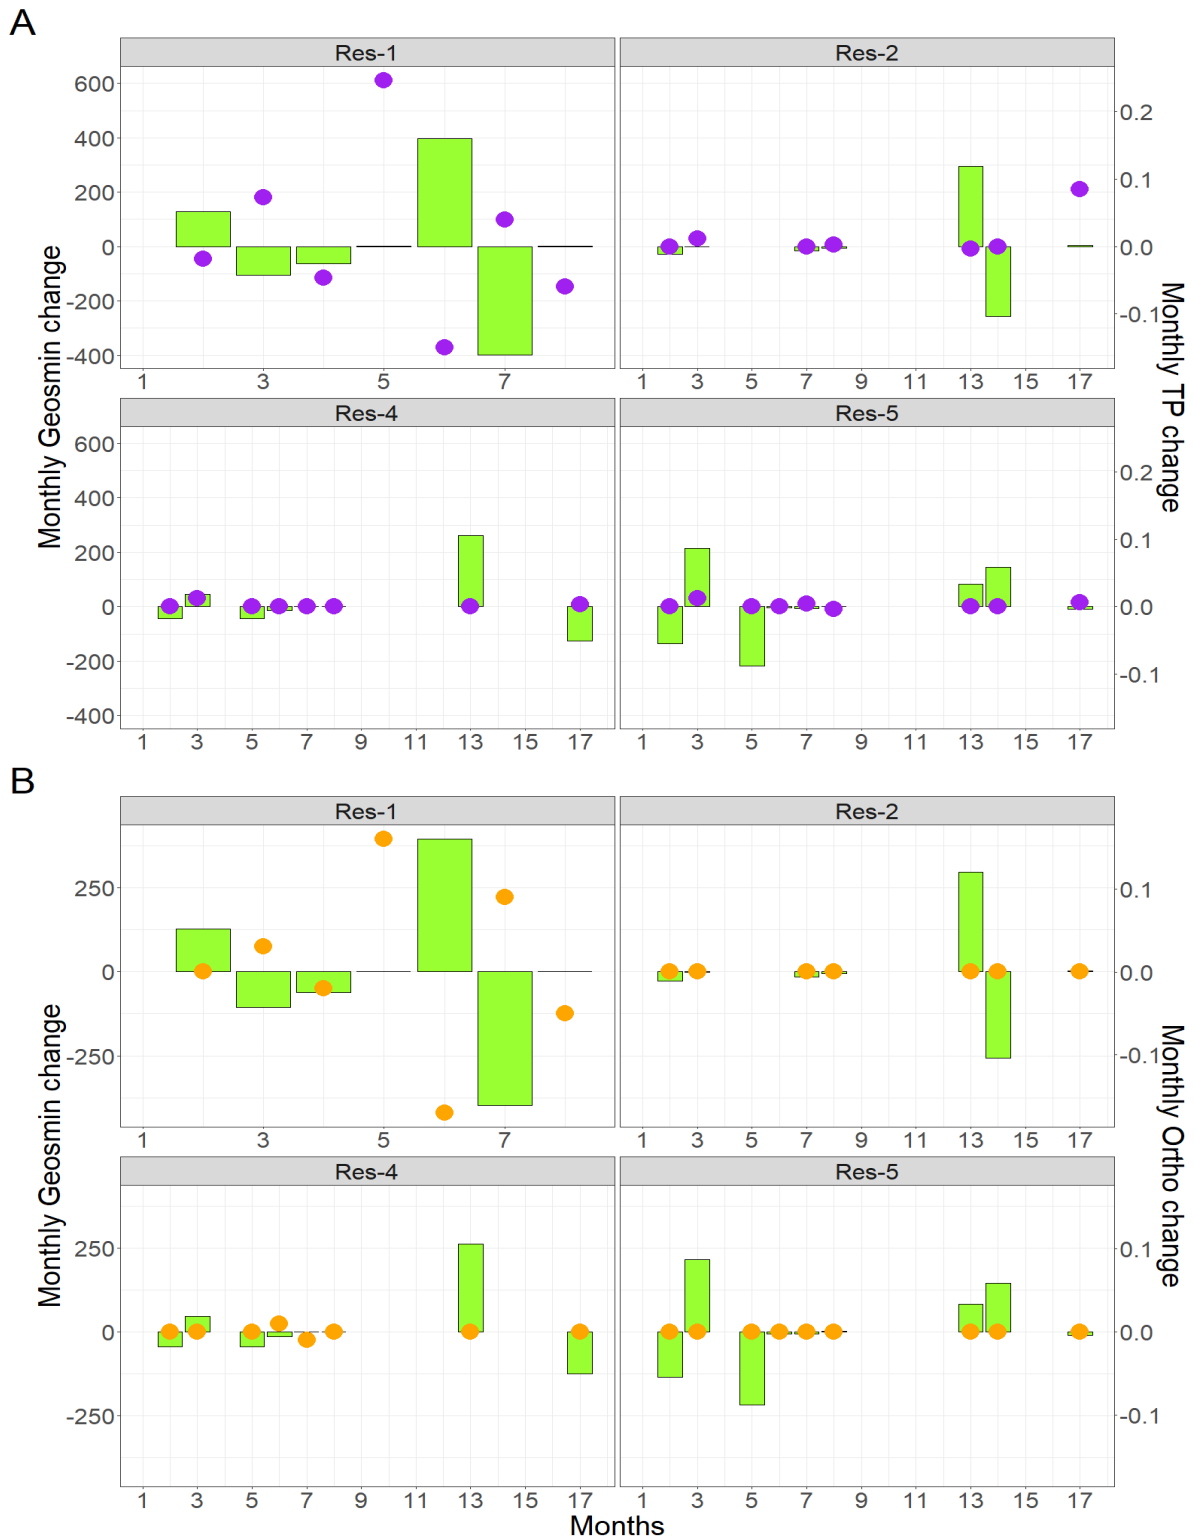 A
Res-1 Res-2
600
400
200
0
-200
-400
0.2
0.1
0.0
-0.1
1 3 5 7
1 3 5 7 9 11 13 15 17
Res-4 Res-5
600
400
200
0
-200
-400
0.2
0.1
0.0
-0.1
1 3 5 7 9 11 13 15 17
1 3 5 7 9 11 13 15 17
Monthly Geosmin change
Monthly TP change
B
Res-1 Res-2
250
0
-250
0.1
0.0
-0.1
1 3 5 7
1 3 5 7 9 11 13 15 17
Res-4 Res-5
250
0
-250
0.1
0.0
-0.1
1 3 5 7 9 11 13 15 17
1 3 5 7 9 11 13 15 17
Monthly Geosmin change
Monthly Ortho change
Months